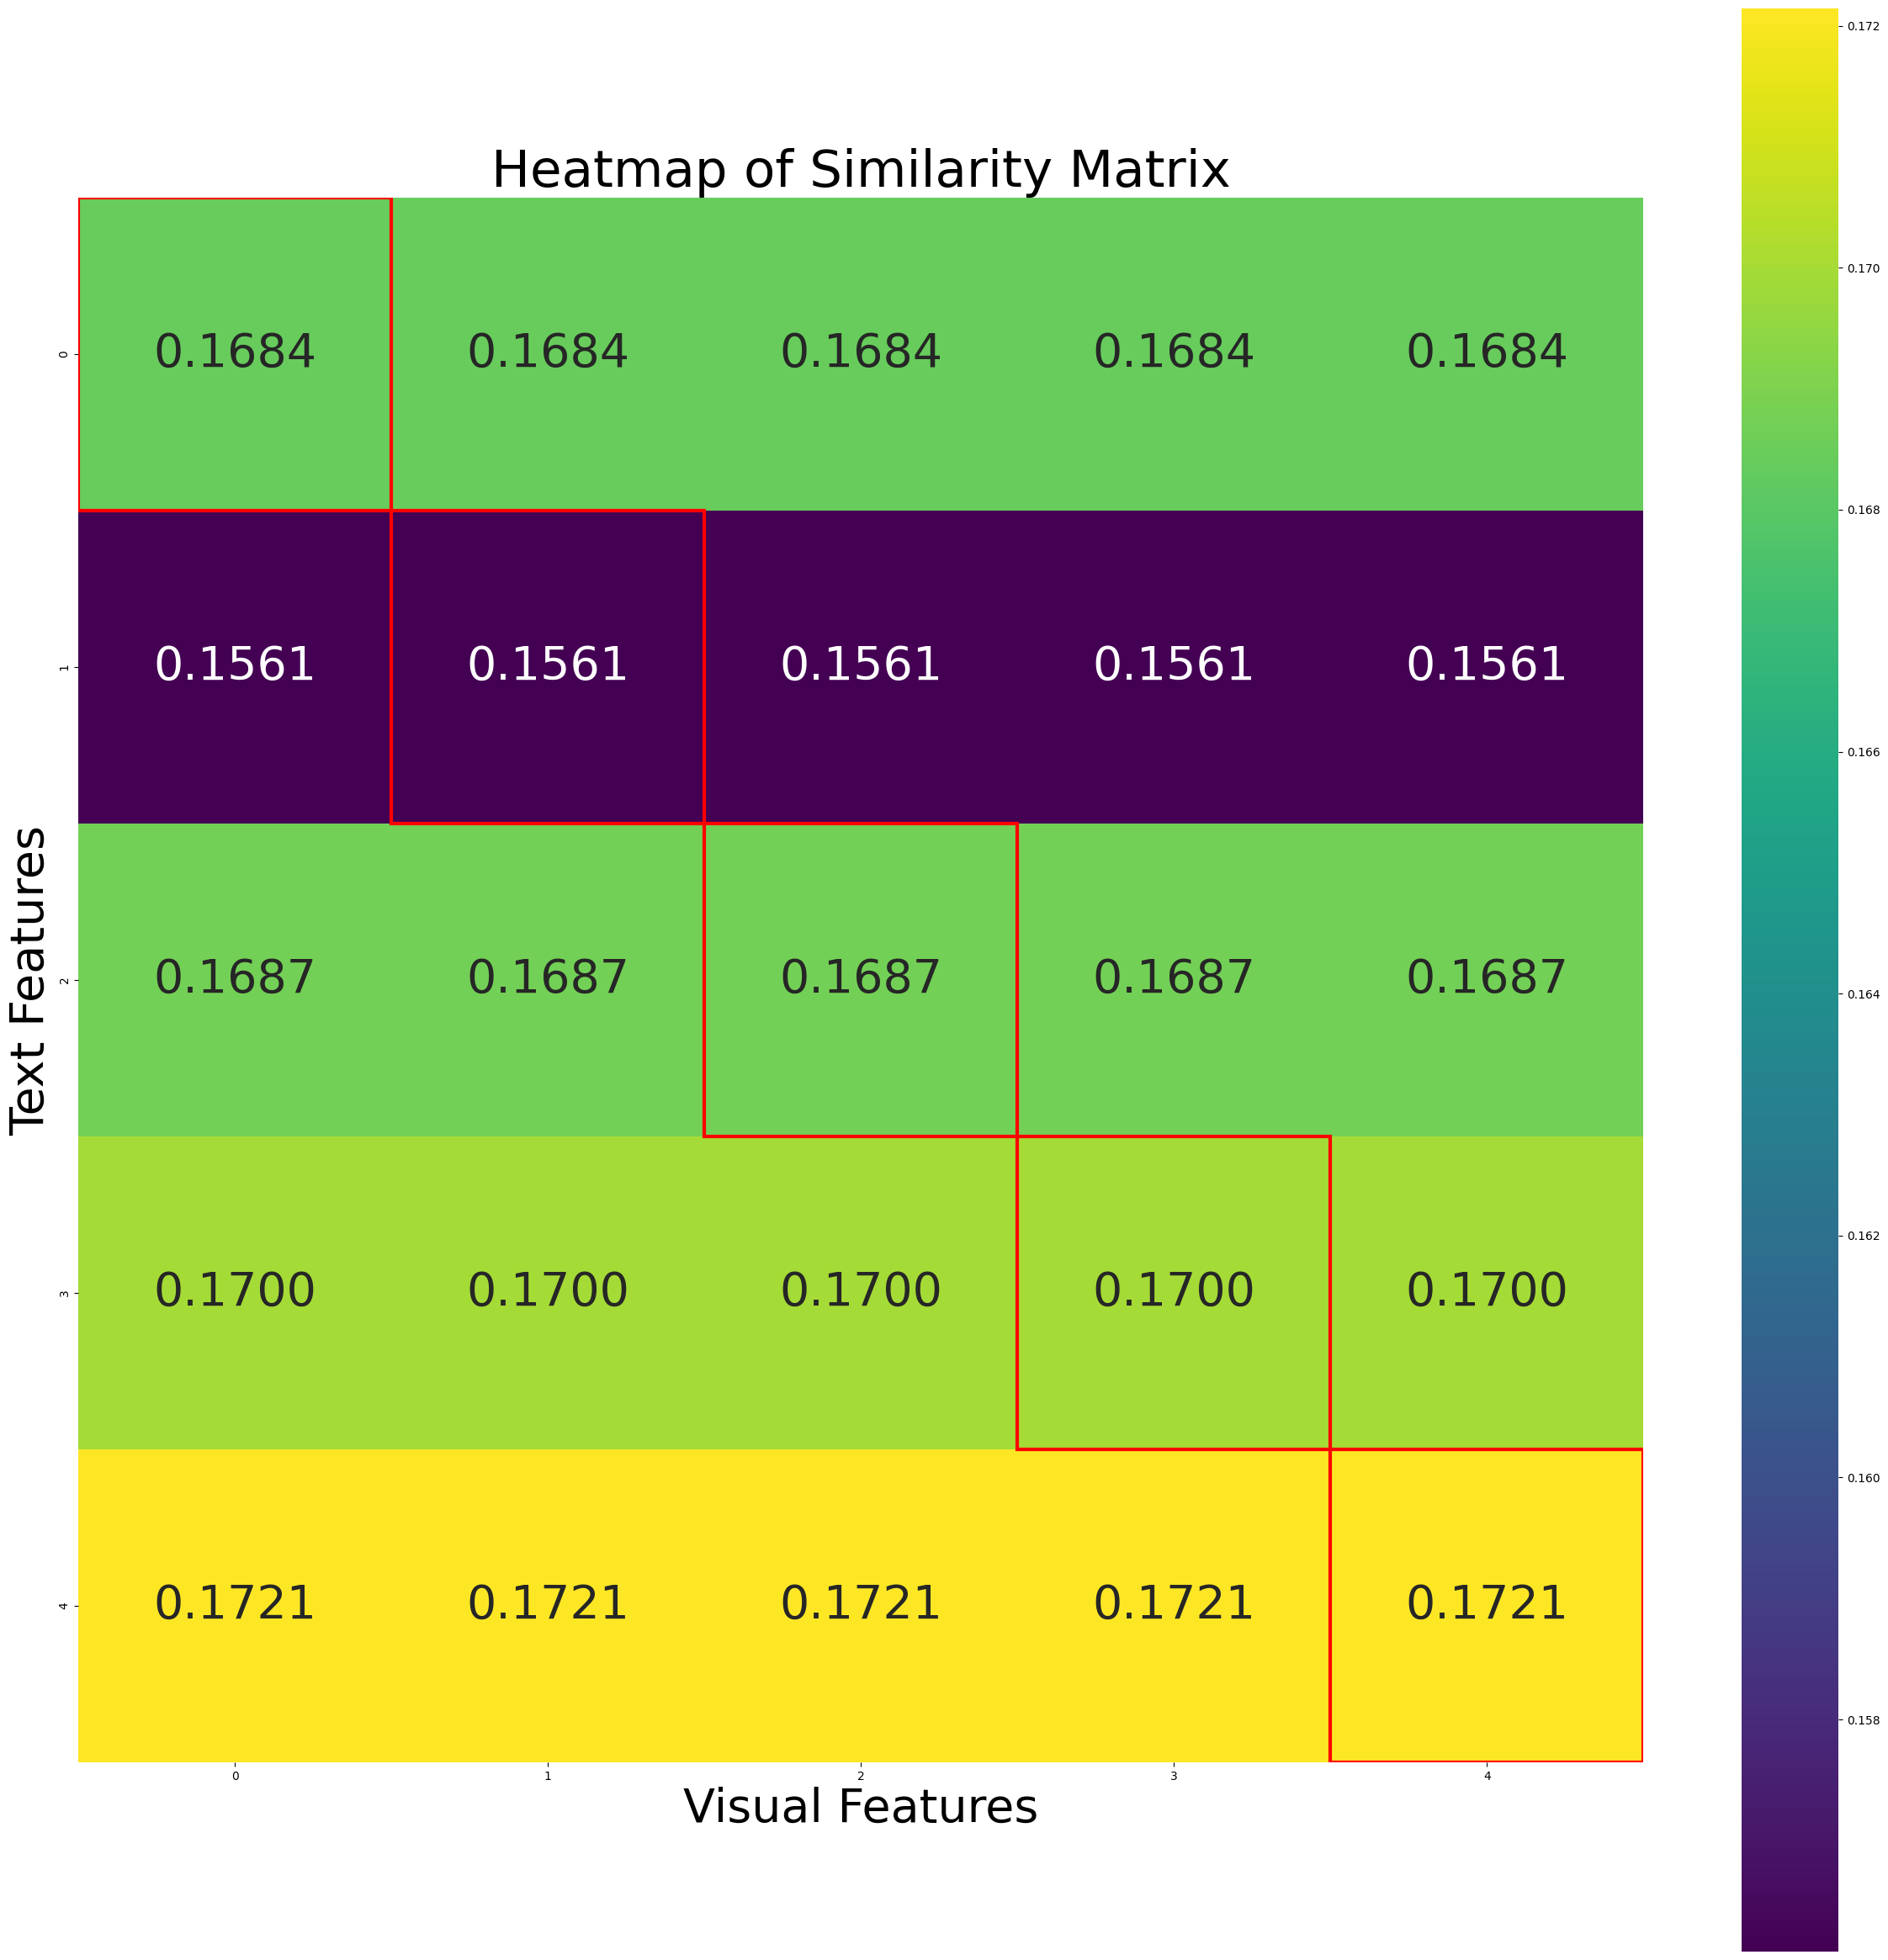 Heatmap of Similarity Matrix
0.172
0.170
0.168
0.166
0.164
0.162
0.160
0.158
Text Features
0 0.1684 0.1684 0.1684 0.1684 0.1684
1 0.1561 0.1561 0.1561 0.1561 0.1561
2 0.1687 0.1687 0.1687 0.1687 0.1687
3 0.1700 0.1700 0.1700 0.1700 0.1700
4 0.1721 0.1721 0.1721 0.1721 0.1721
0 1 2 3 4
Visual Features